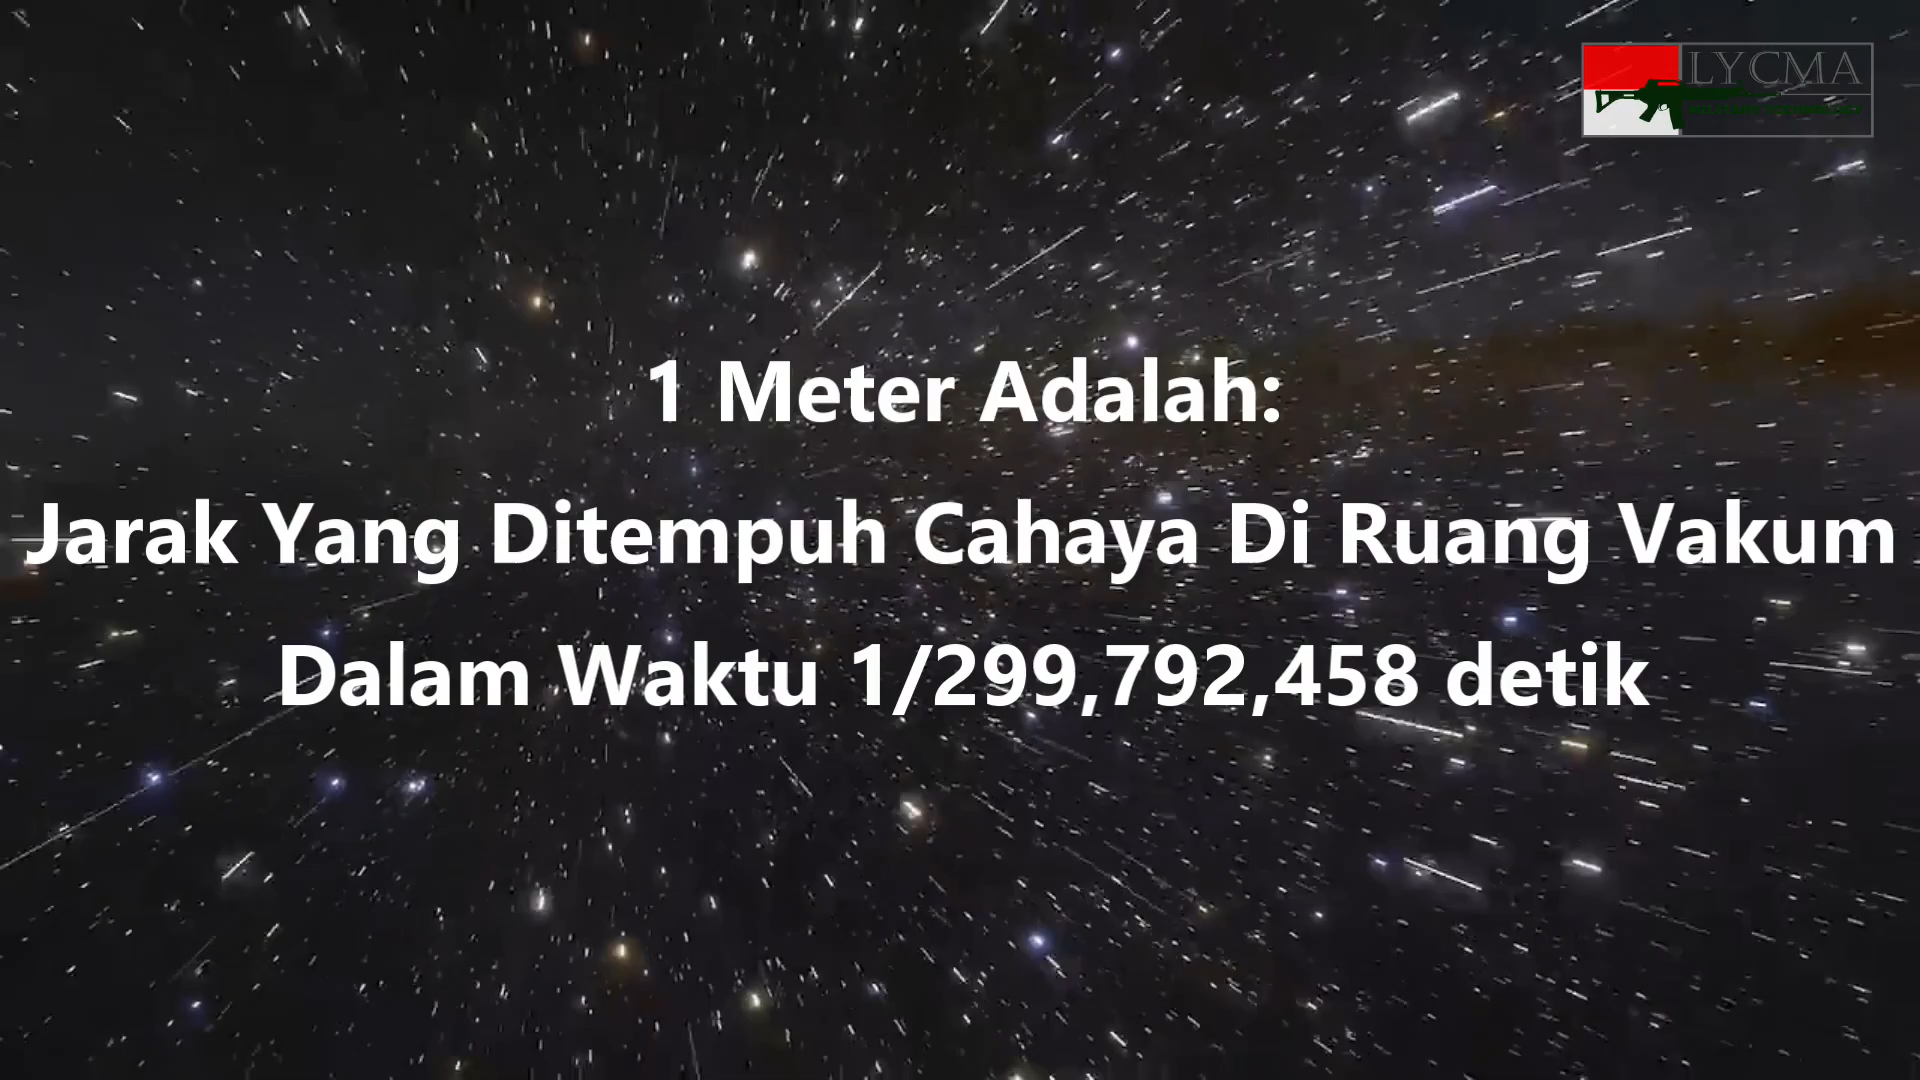 LYCMA
1 Meter Adalah:
Jarak Yang Ditempuh Cahaya Di Ruang Vakum
Dalam Waktu 1/299,792,458 detik